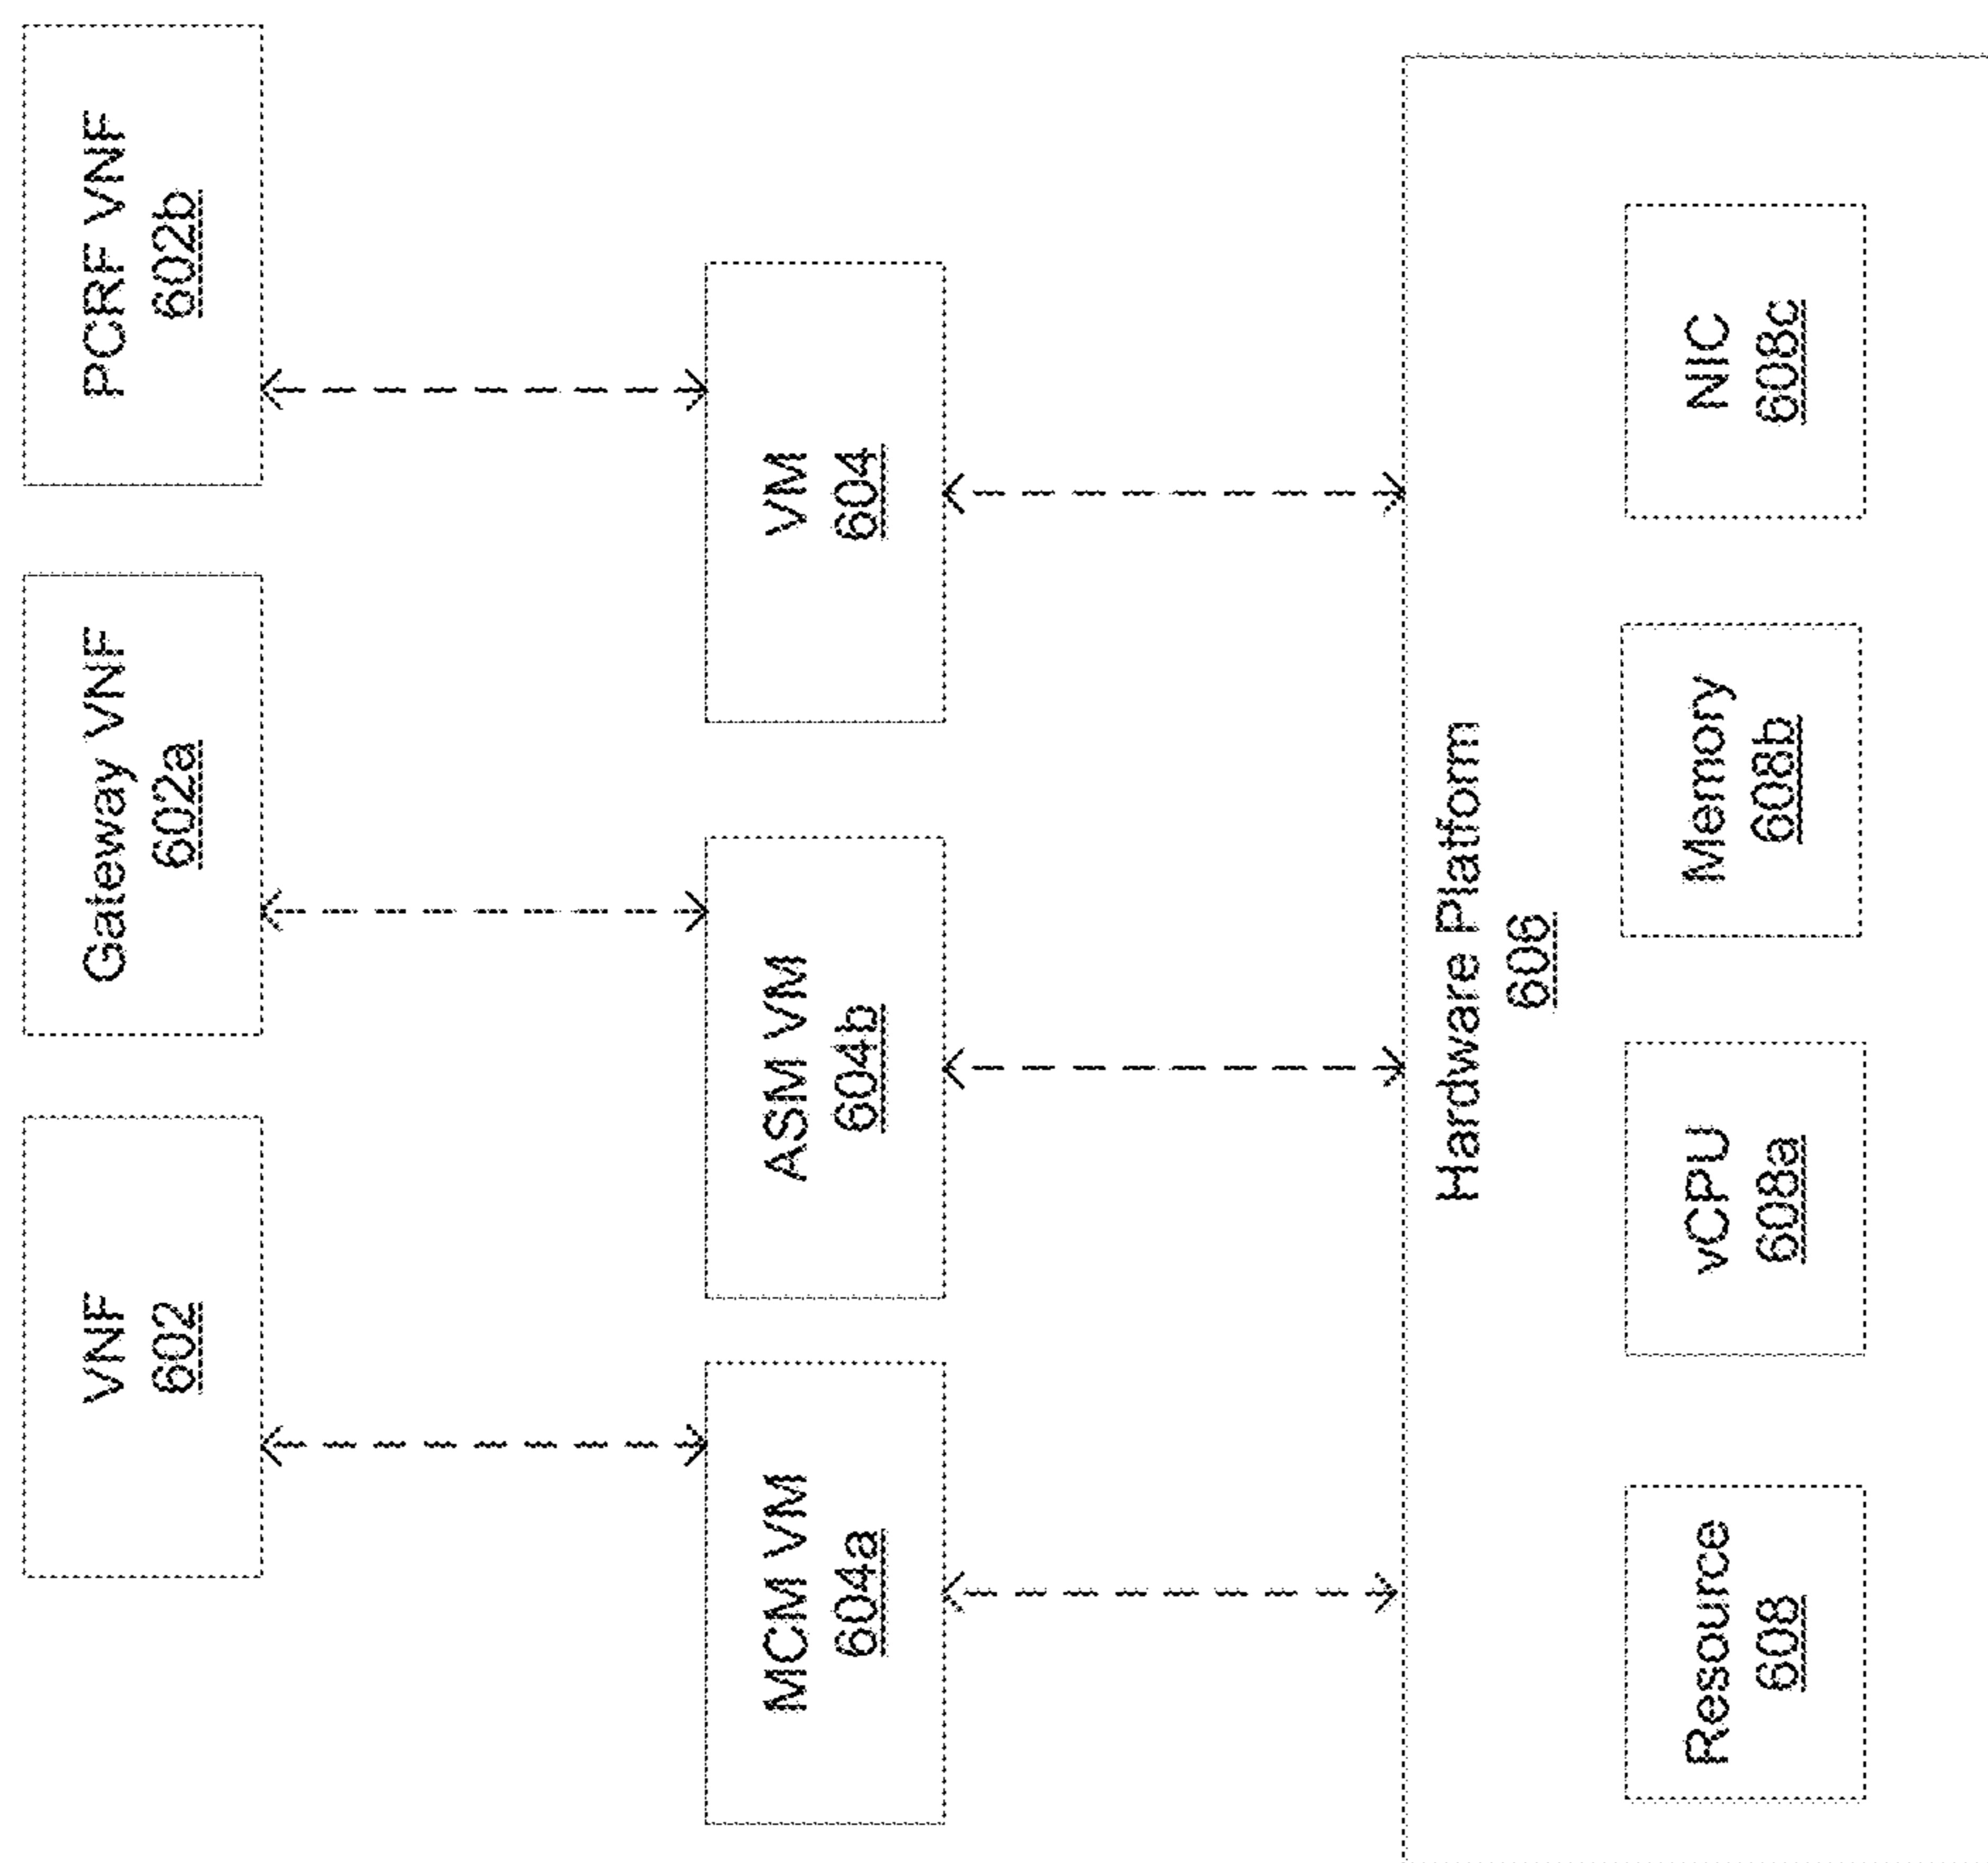 VNF
602
Gateway VNF
602a
PCRF VNF
602b
MCM VM
604a
ASM VM
604b
VM
604
Hardware Platform
606
Resource
608
vCPU
608a
Memory
608b
NIC
608c